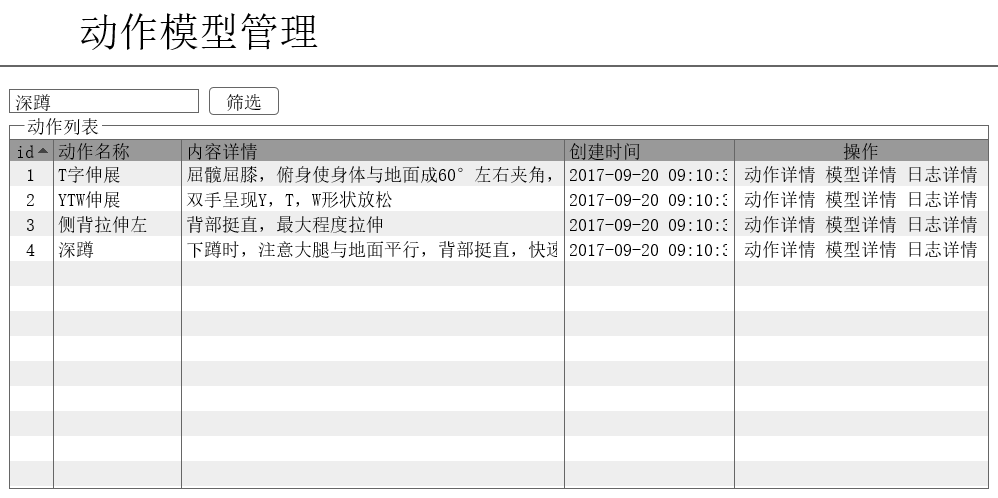 动作模型管理
深蹲 筛选
动作列表
id 动作名称 内容详情 创建时间 操作
1 T字伸展 屈髋屈膝，俯身使身体与地面成60°左右夹角， 2017-09-20 09:10:3 动作详情 模型详情 日志详情
2 YTW伸展 双手呈现Y，T，W形状放松 2017-09-20 09:10:3 动作详情 模型详情 日志详情
3 侧背拉伸左 背部挺直，最大程度拉伸 2017-09-20 09:10:3 动作详情 模型详情 日志详情
4 深蹲 下蹲时，注意大腿与地面平行，背部挺直，快速 2017-09-20 09:10:3 动作详情 模型详情 日志详情